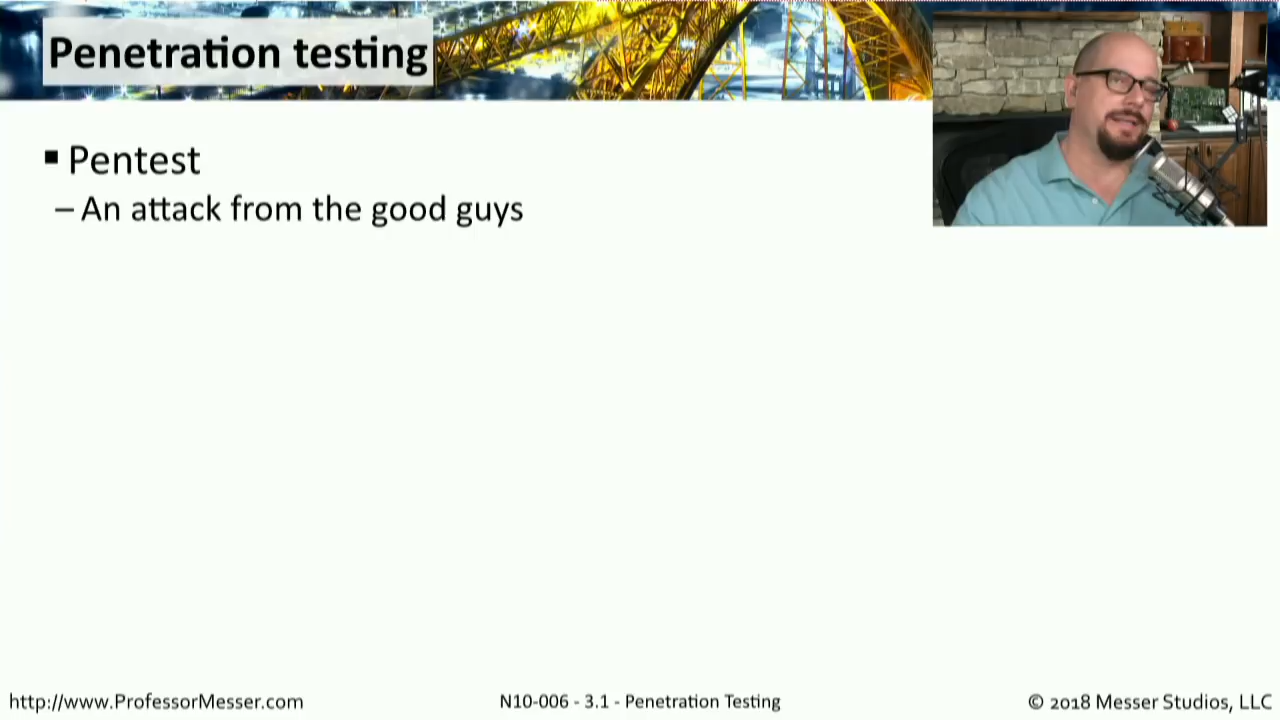 Penetration testing
▪ Pentest
– An attack from the good guys
http://www.ProfessorMesser.com
N10-006 - 3.1 - Penetration Testing
© 2018 Messer Studios, LLC